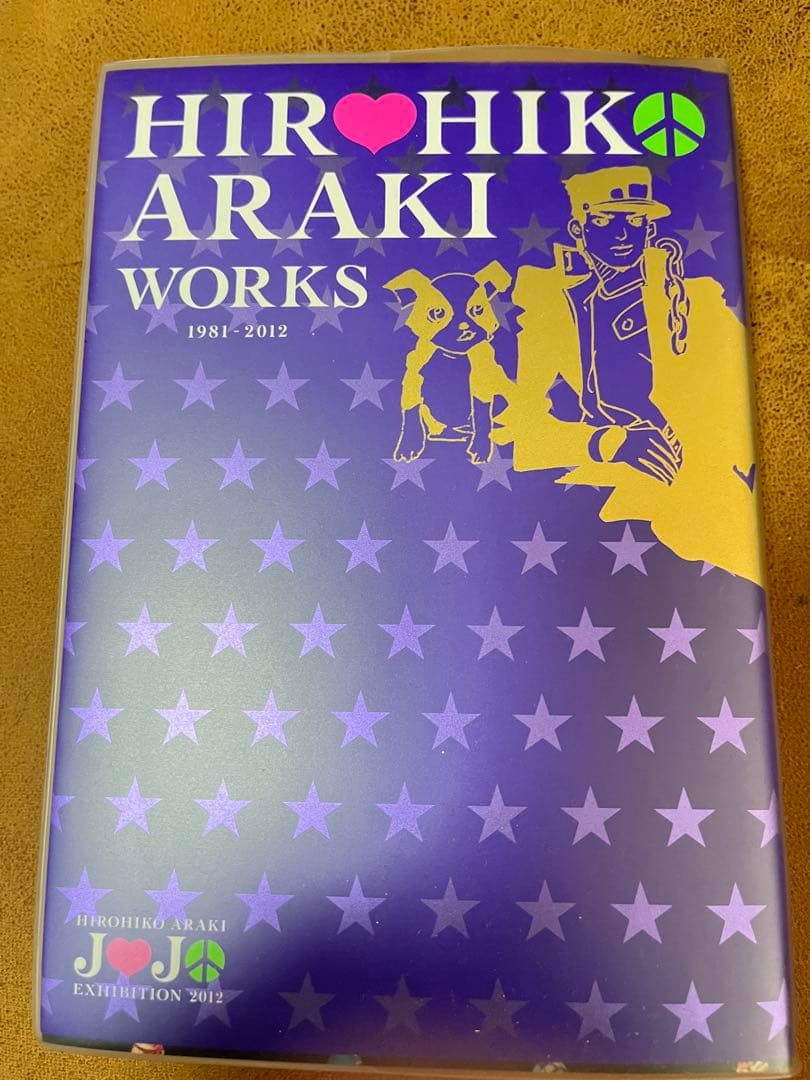 HIR♥HIK☮
ARAKI
WORKS
1981-2012
HIROHIKO ARAKI
J♥J☮
EXHIBITION 2012